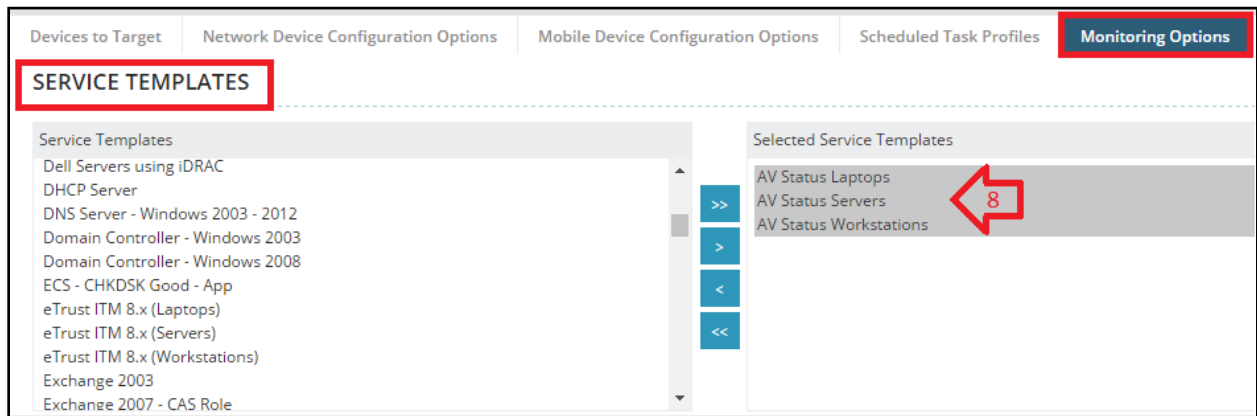 Devices to Target Network Device Configuration Options Mobile Device Configuration Options Scheduled Task Profiles Monitoring Options
SERVICE TEMPLATES
Service Templates
Dell Servers using iDRAC
DHCP Server
DNS Server - Windows 2003 - 2012
Domain Controller - Windows 2003
Domain Controller - Windows 2008
ECS - CHKDSK Good - App
eTrust ITM 8.x (Laptops)
eTrust ITM 8.x (Servers)
eTrust ITM 8.x (Workstations)
Exchange 2003
Exchange 2007 - CAS Role
>>
>
<
<<
Selected Service Templates
AV Status Laptops
AV Status Servers
AV Status Workstations
8